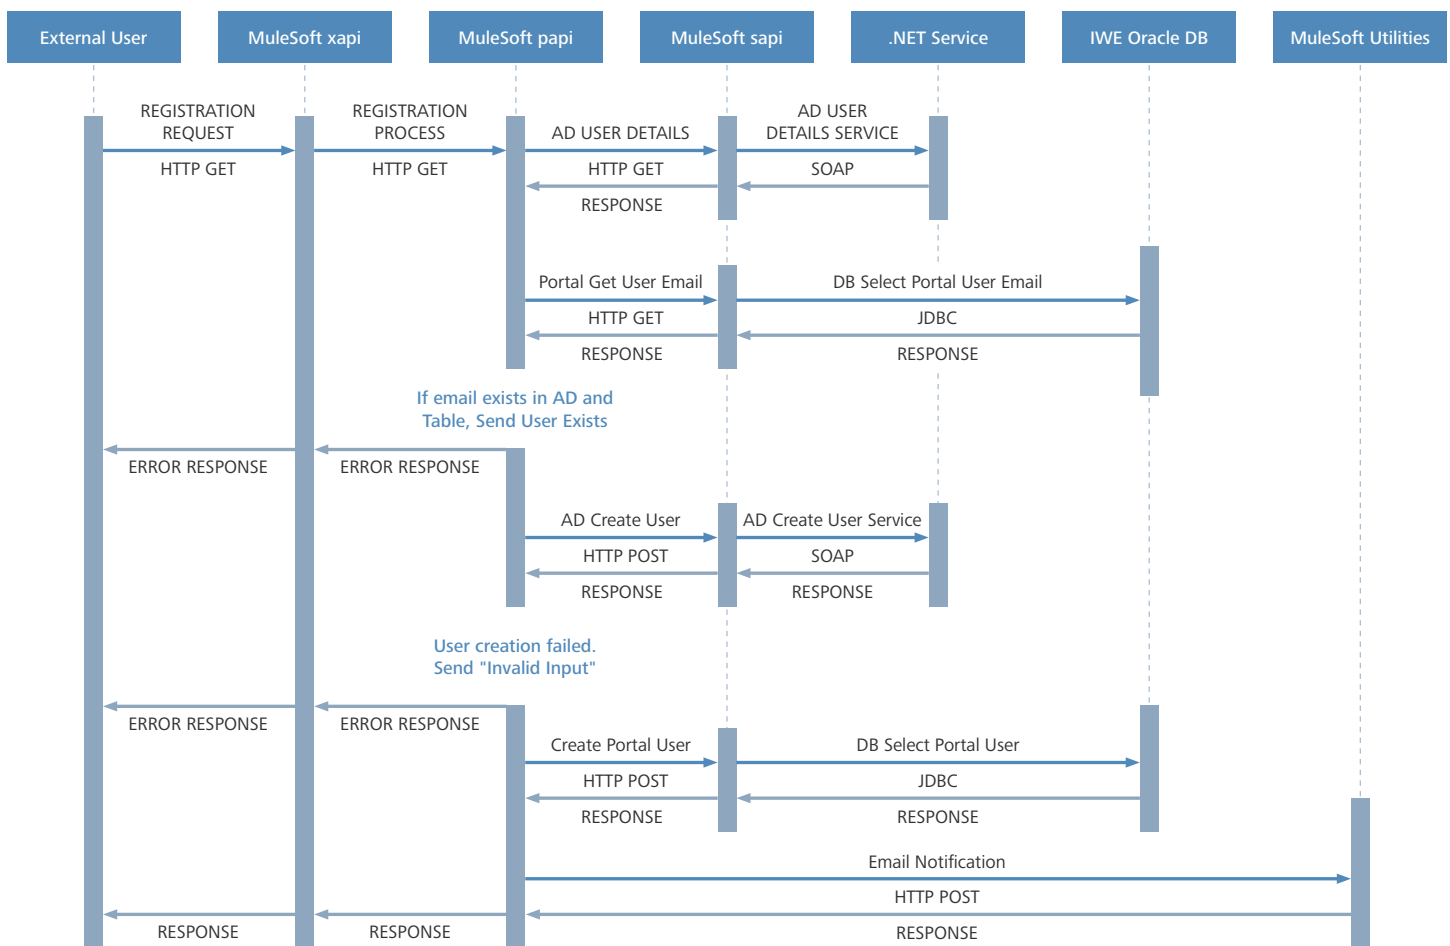 External User
MuleSoft xapi
MuleSoft papi
MuleSoft sapi
.NET Service
IWE Oracle DB
MuleSoft Utilities
REGISTRATION
REQUEST
HTTP GET
REGISTRATION
PROCESS
HTTP GET
AD USER DETAILS
HTTP GET
RESPONSE
AD USER
DETAILS SERVICE
SOAP
Portal Get User Email
HTTP GET
RESPONSE
DB Select Portal User Email
JDBC
RESPONSE
If email exists in AD and
Table, Send User Exists
ERROR RESPONSE
ERROR RESPONSE
AD Create User
HTTP POST
RESPONSE
AD Create User Service
SOAP
RESPONSE
User creation failed.
Send "Invalid Input"
ERROR RESPONSE
ERROR RESPONSE
Create Portal User
HTTP POST
RESPONSE
DB Select Portal User
JDBC
RESPONSE
Email Notification
HTTP POST
RESPONSE
RESPONSE
RESPONSE